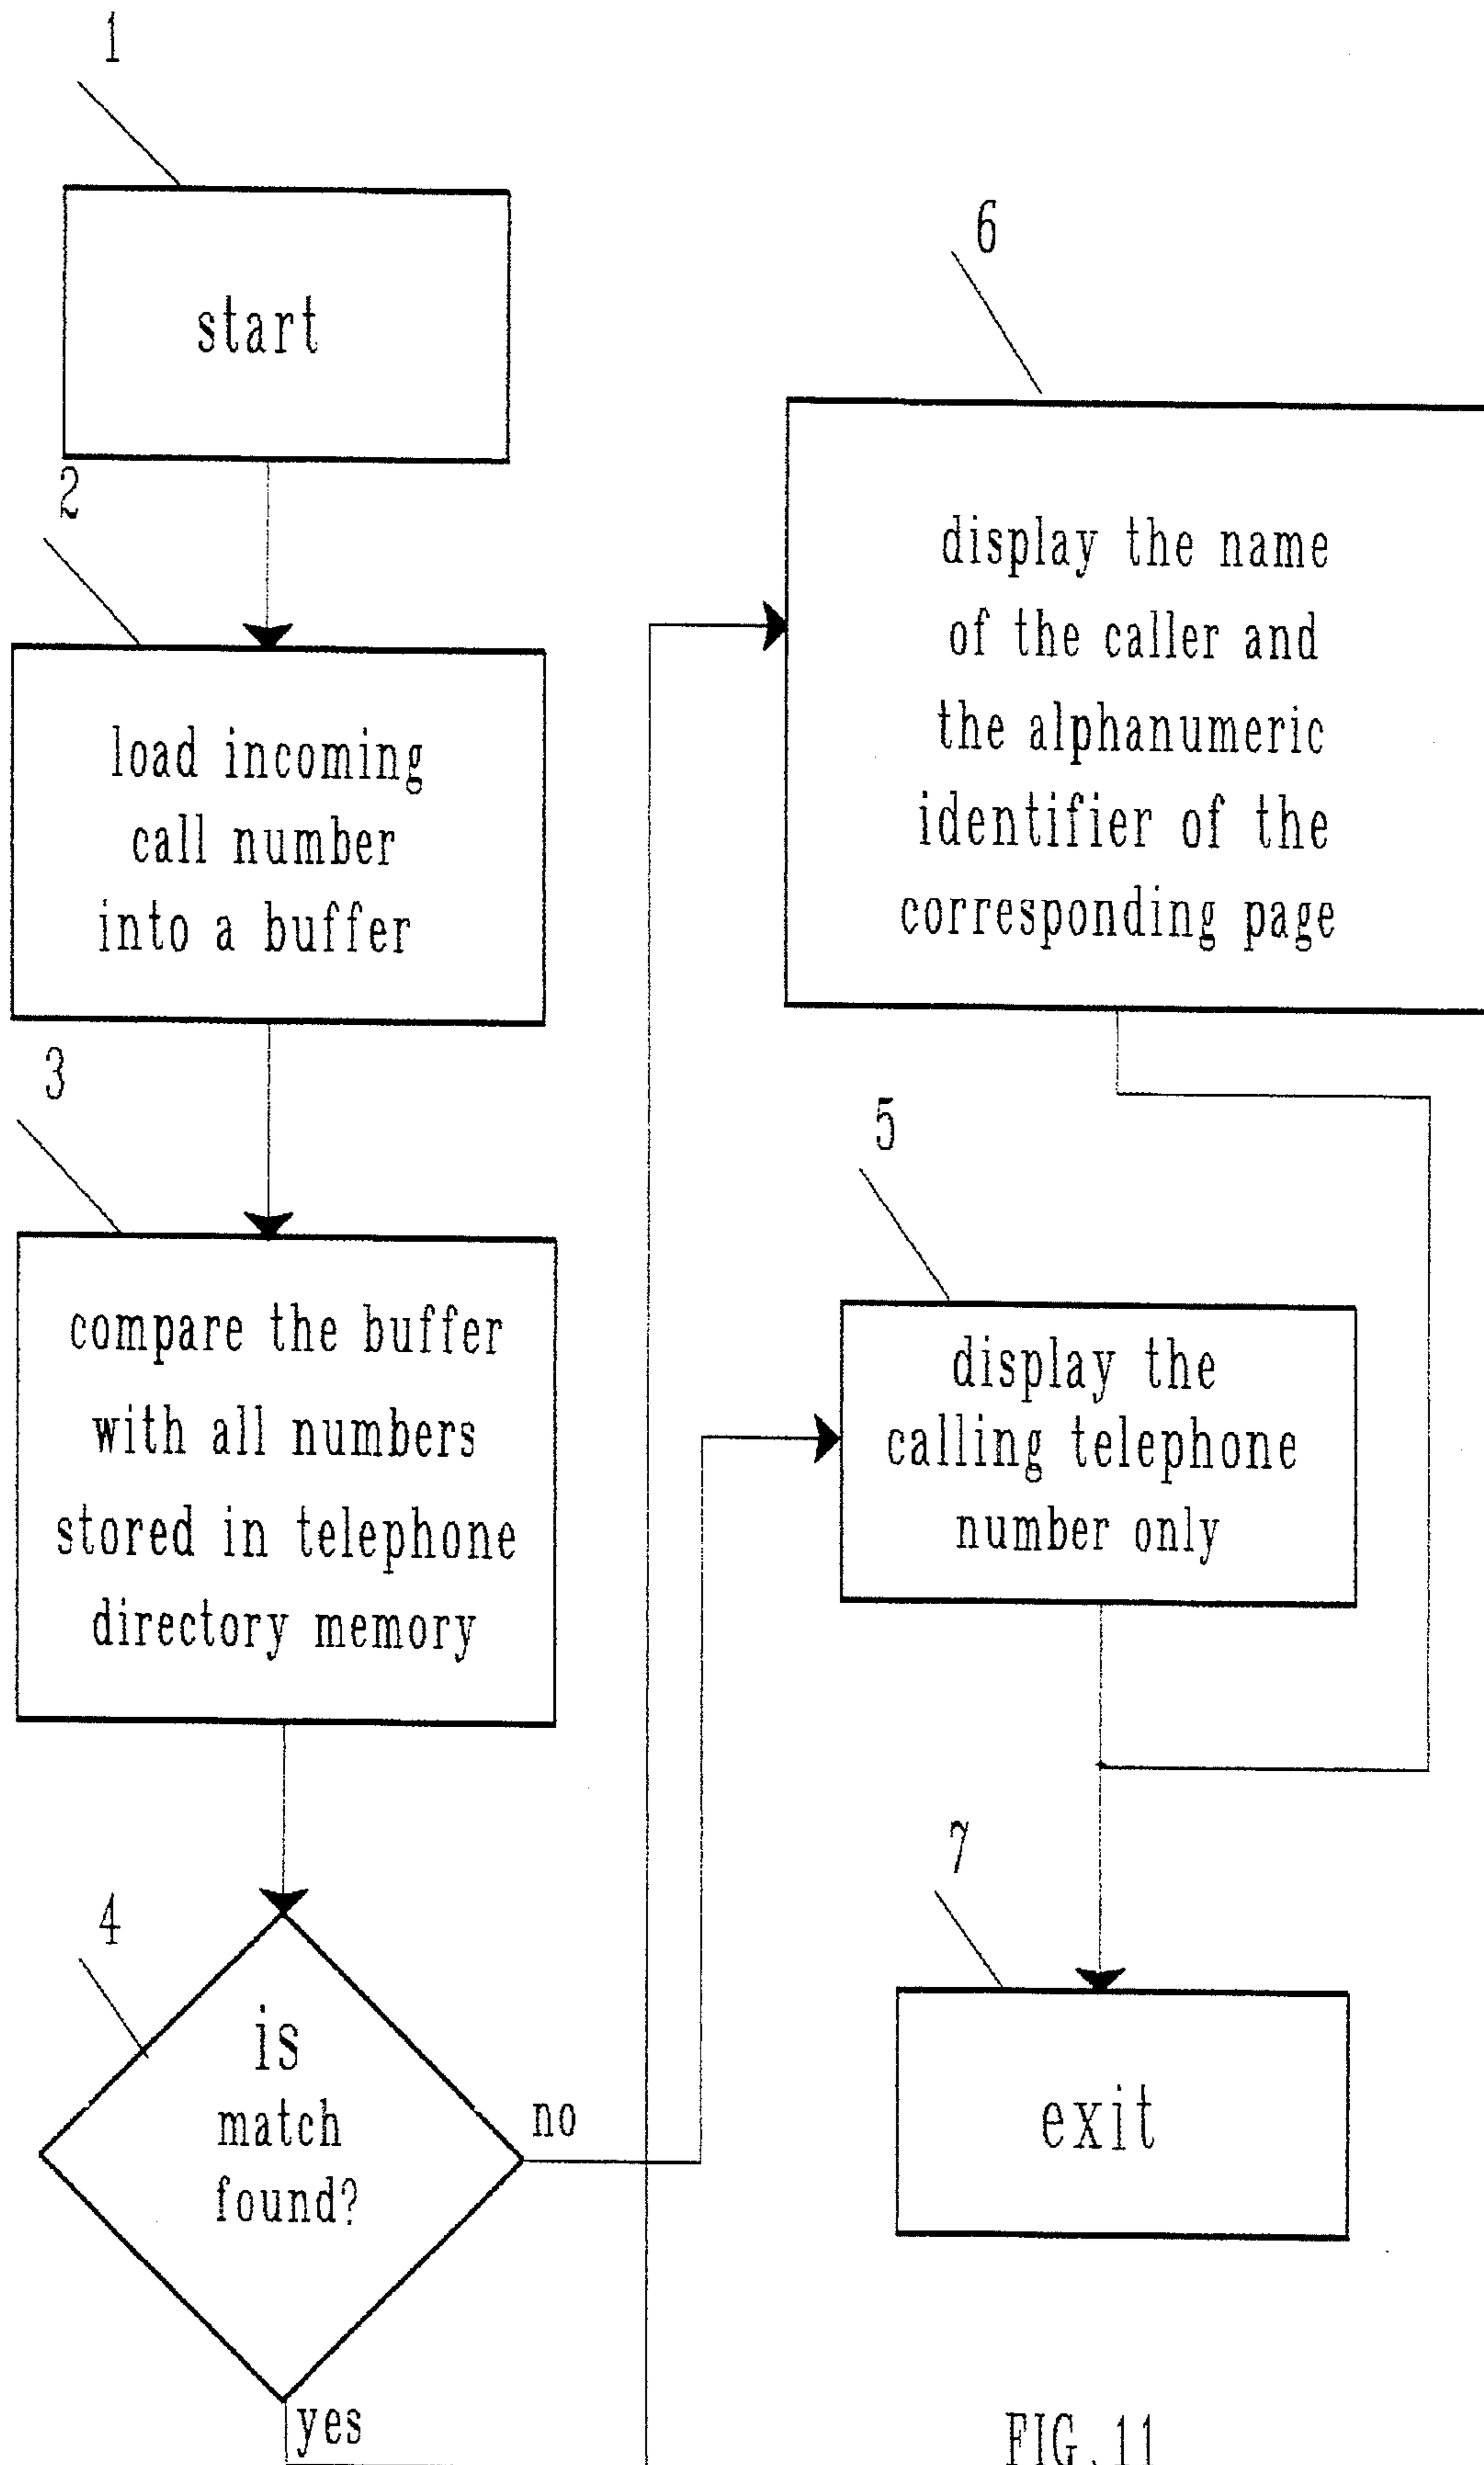 1
start
2
load incoming
call number
into a buffer
3
compare the buffer
with all numbers
stored in telephone
directory memory
4
is
match
found?
no
yes
6
display the name
of the caller and
the alphanumeric
identifier of the
corresponding page
5
display the
calling telephone
number only
7
exit
FIG. 11